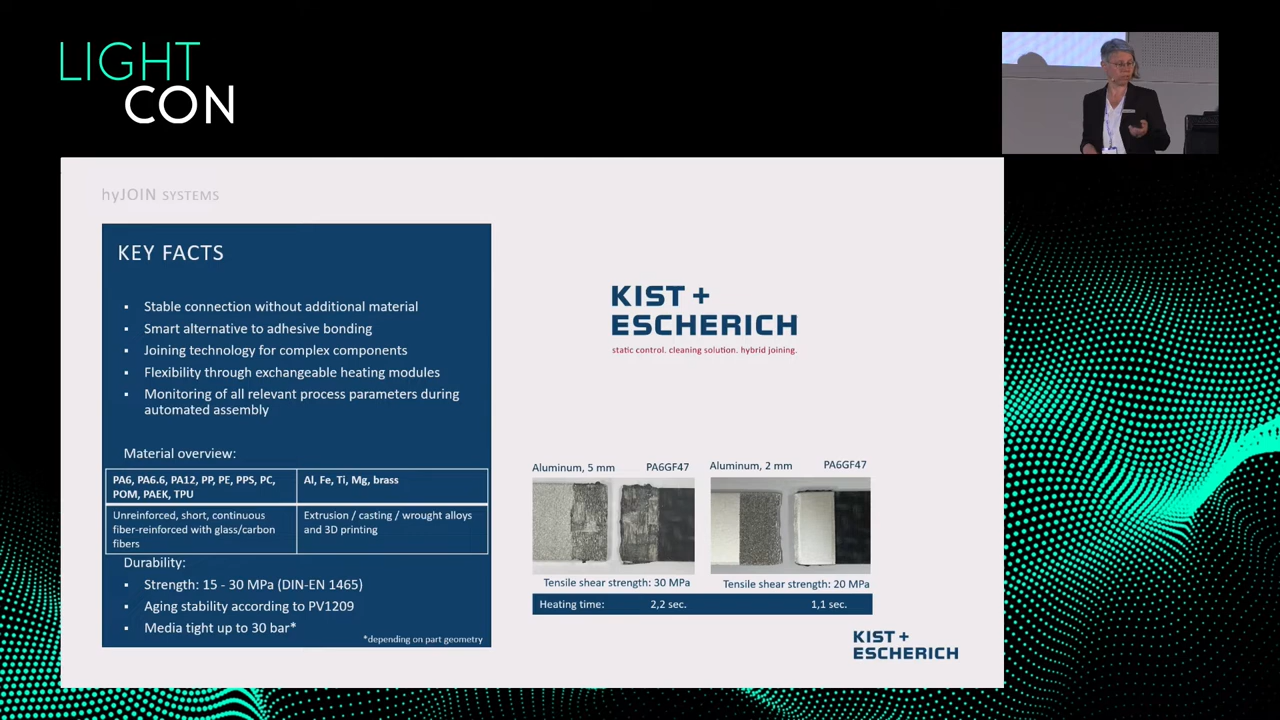 LIGHT
CON
hyJOIN SYSTEMS
KEY FACTS
▪ Stable connection without additional material
▪ Smart alternative to adhesive bonding
▪ Joining technology for complex components
▪ Flexibility through exchangeable heating modules
▪ Monitoring of all relevant process parameters during
automated assembly
Material overview:
PA6, PA6.6, PA12, PP, PE, PPS, PC,
POM, PAEK, TPU
Al, Fe, Ti, Mg, brass
Unreinforced, short, continuous
fiber-reinforced with glass/carbon
fibers
Extrusion / casting / wrought alloys
and 3D printing
Durability:
▪ Strength: 15 - 30 MPa (DIN-EN 1465)
▪ Aging stability according to PV1209
▪ Media tight up to 30 bar*
*depending on part geometry
KIST +
ESCHERICH
static control. cleaning solution. hybrid joining.
Aluminum, 5 mm PA6GF47
Aluminum, 2 mm PA6GF47
Tensile shear strength: 30 MPa
Tensile shear strength: 20 MPa
Heating time: 2,2 sec. 1,1 sec.
KIST +
ESCHERICH